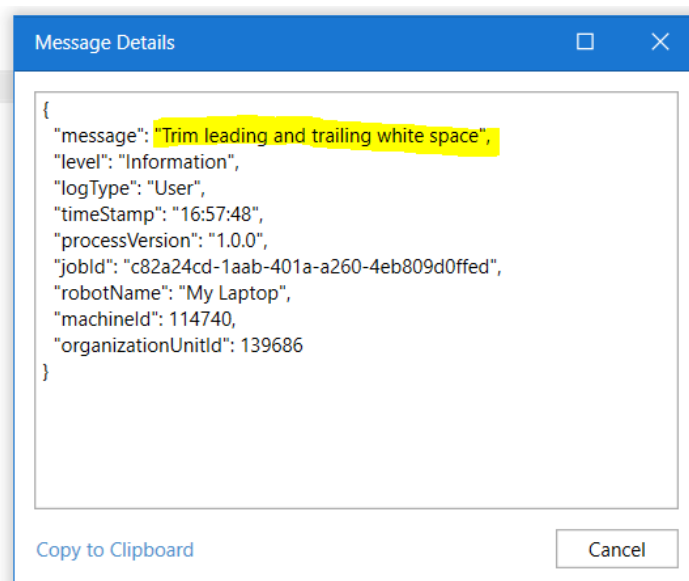 Message Details
{
"message": "Trim leading and trailing white space",
"level": "Information",
"logType": "User",
"timeStamp": "16:57:48",
"processVersion": "1.0.0",
"jobId": "c82a24cd-1aab-401a-a260-4eb809d0ffed",
"robotName": "My Laptop",
"machineId": 114740,
"organizationUnitId": 139686
}
Copy to Clipboard
Cancel